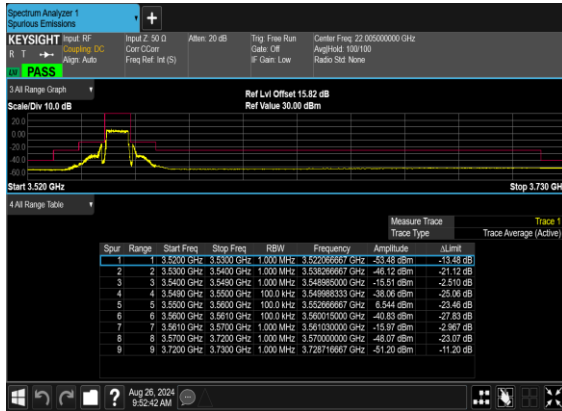 Spectrum Analyzer 1
Spurious Emissions
+
KEYSIGHT Input: RF Input Z: 50 Ω Atten: 20 dB Trig: Free Run Center Freq: 22.005000000 GHz
R T Coupling: DC Corr CCorr Gate: Off Avg|Hold: 100/100
Align: Auto Freq Ref: Int (S) IF Gain: Low Radio Std: None
PASS
3 All Range Graph
Ref Lvl Offset 15.82 dB
Scale/Div 10.0 dB Ref Value 30.00 dBm
20.0
0.00
-20.0
-40.0
-60.0
Start 3.520 GHz Stop 3.730 GHz
4 All Range Table
Measure Trace Trace 1
Trace Type Trace Average (Active)
Spur Range Start Freq Stop Freq RBW Frequency Amplitude ΔLimit
1 1 3.5200 GHz 3.5300 GHz 1.000 MHz 3.522066667 GHz -53.48 dBm -13.48 dB
2 2 3.5300 GHz 3.5400 GHz 1.000 MHz 3.538266667 GHz -46.12 dBm -21.12 dB
3 3 3.5400 GHz 3.5490 GHz 1.000 MHz 3.548985000 GHz -15.51 dBm -2.510 dB
4 4 3.5490 GHz 3.5500 GHz 100.0 kHz 3.549988333 GHz -38.06 dBm -25.06 dB
5 5 3.5500 GHz 3.5600 GHz 100.0 kHz 3.552666667 GHz 6.544 dBm -23.46 dB
6 6 3.5600 GHz 3.5610 GHz 100.0 kHz 3.560015000 GHz -40.83 dBm -27.83 dB
7 7 3.5610 GHz 3.5700 GHz 1.000 MHz 3.561030000 GHz -15.97 dBm -2.967 dB
8 8 3.5700 GHz 3.7200 GHz 1.000 MHz 3.570000000 GHz -48.07 dBm -23.07 dB
9 9 3.7200 GHz 3.7300 GHz 1.000 MHz 3.728716667 GHz -51.20 dBm -11.20 dB
? Aug 26, 2024
9:52:42 AM